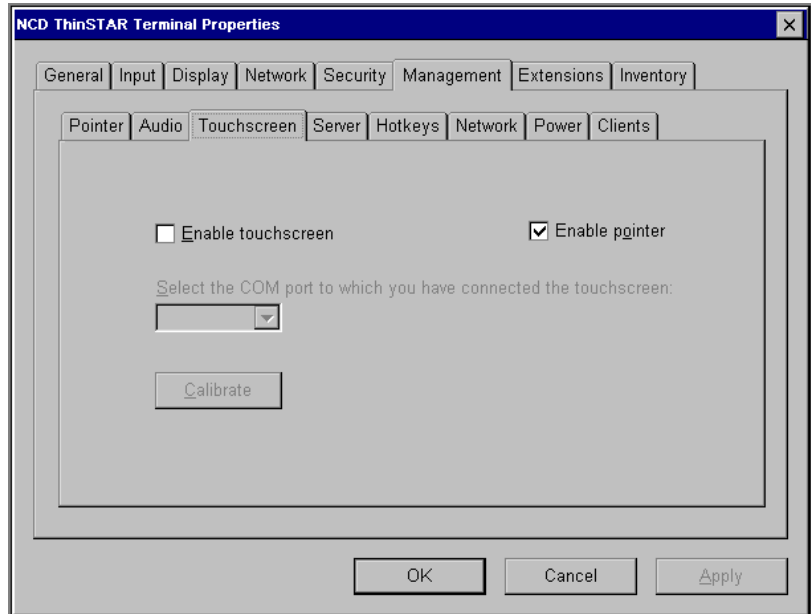 NCD ThinSTAR Terminal Properties
General Input Display Network Security Management Extensions Inventory
Pointer Audio Touchscreen Server Hotkeys Network Power Clients
Enable touchscreen Enable pointer
Select the COM port to which you have connected the touchscreen:
Calibrate
OK Cancel Apply